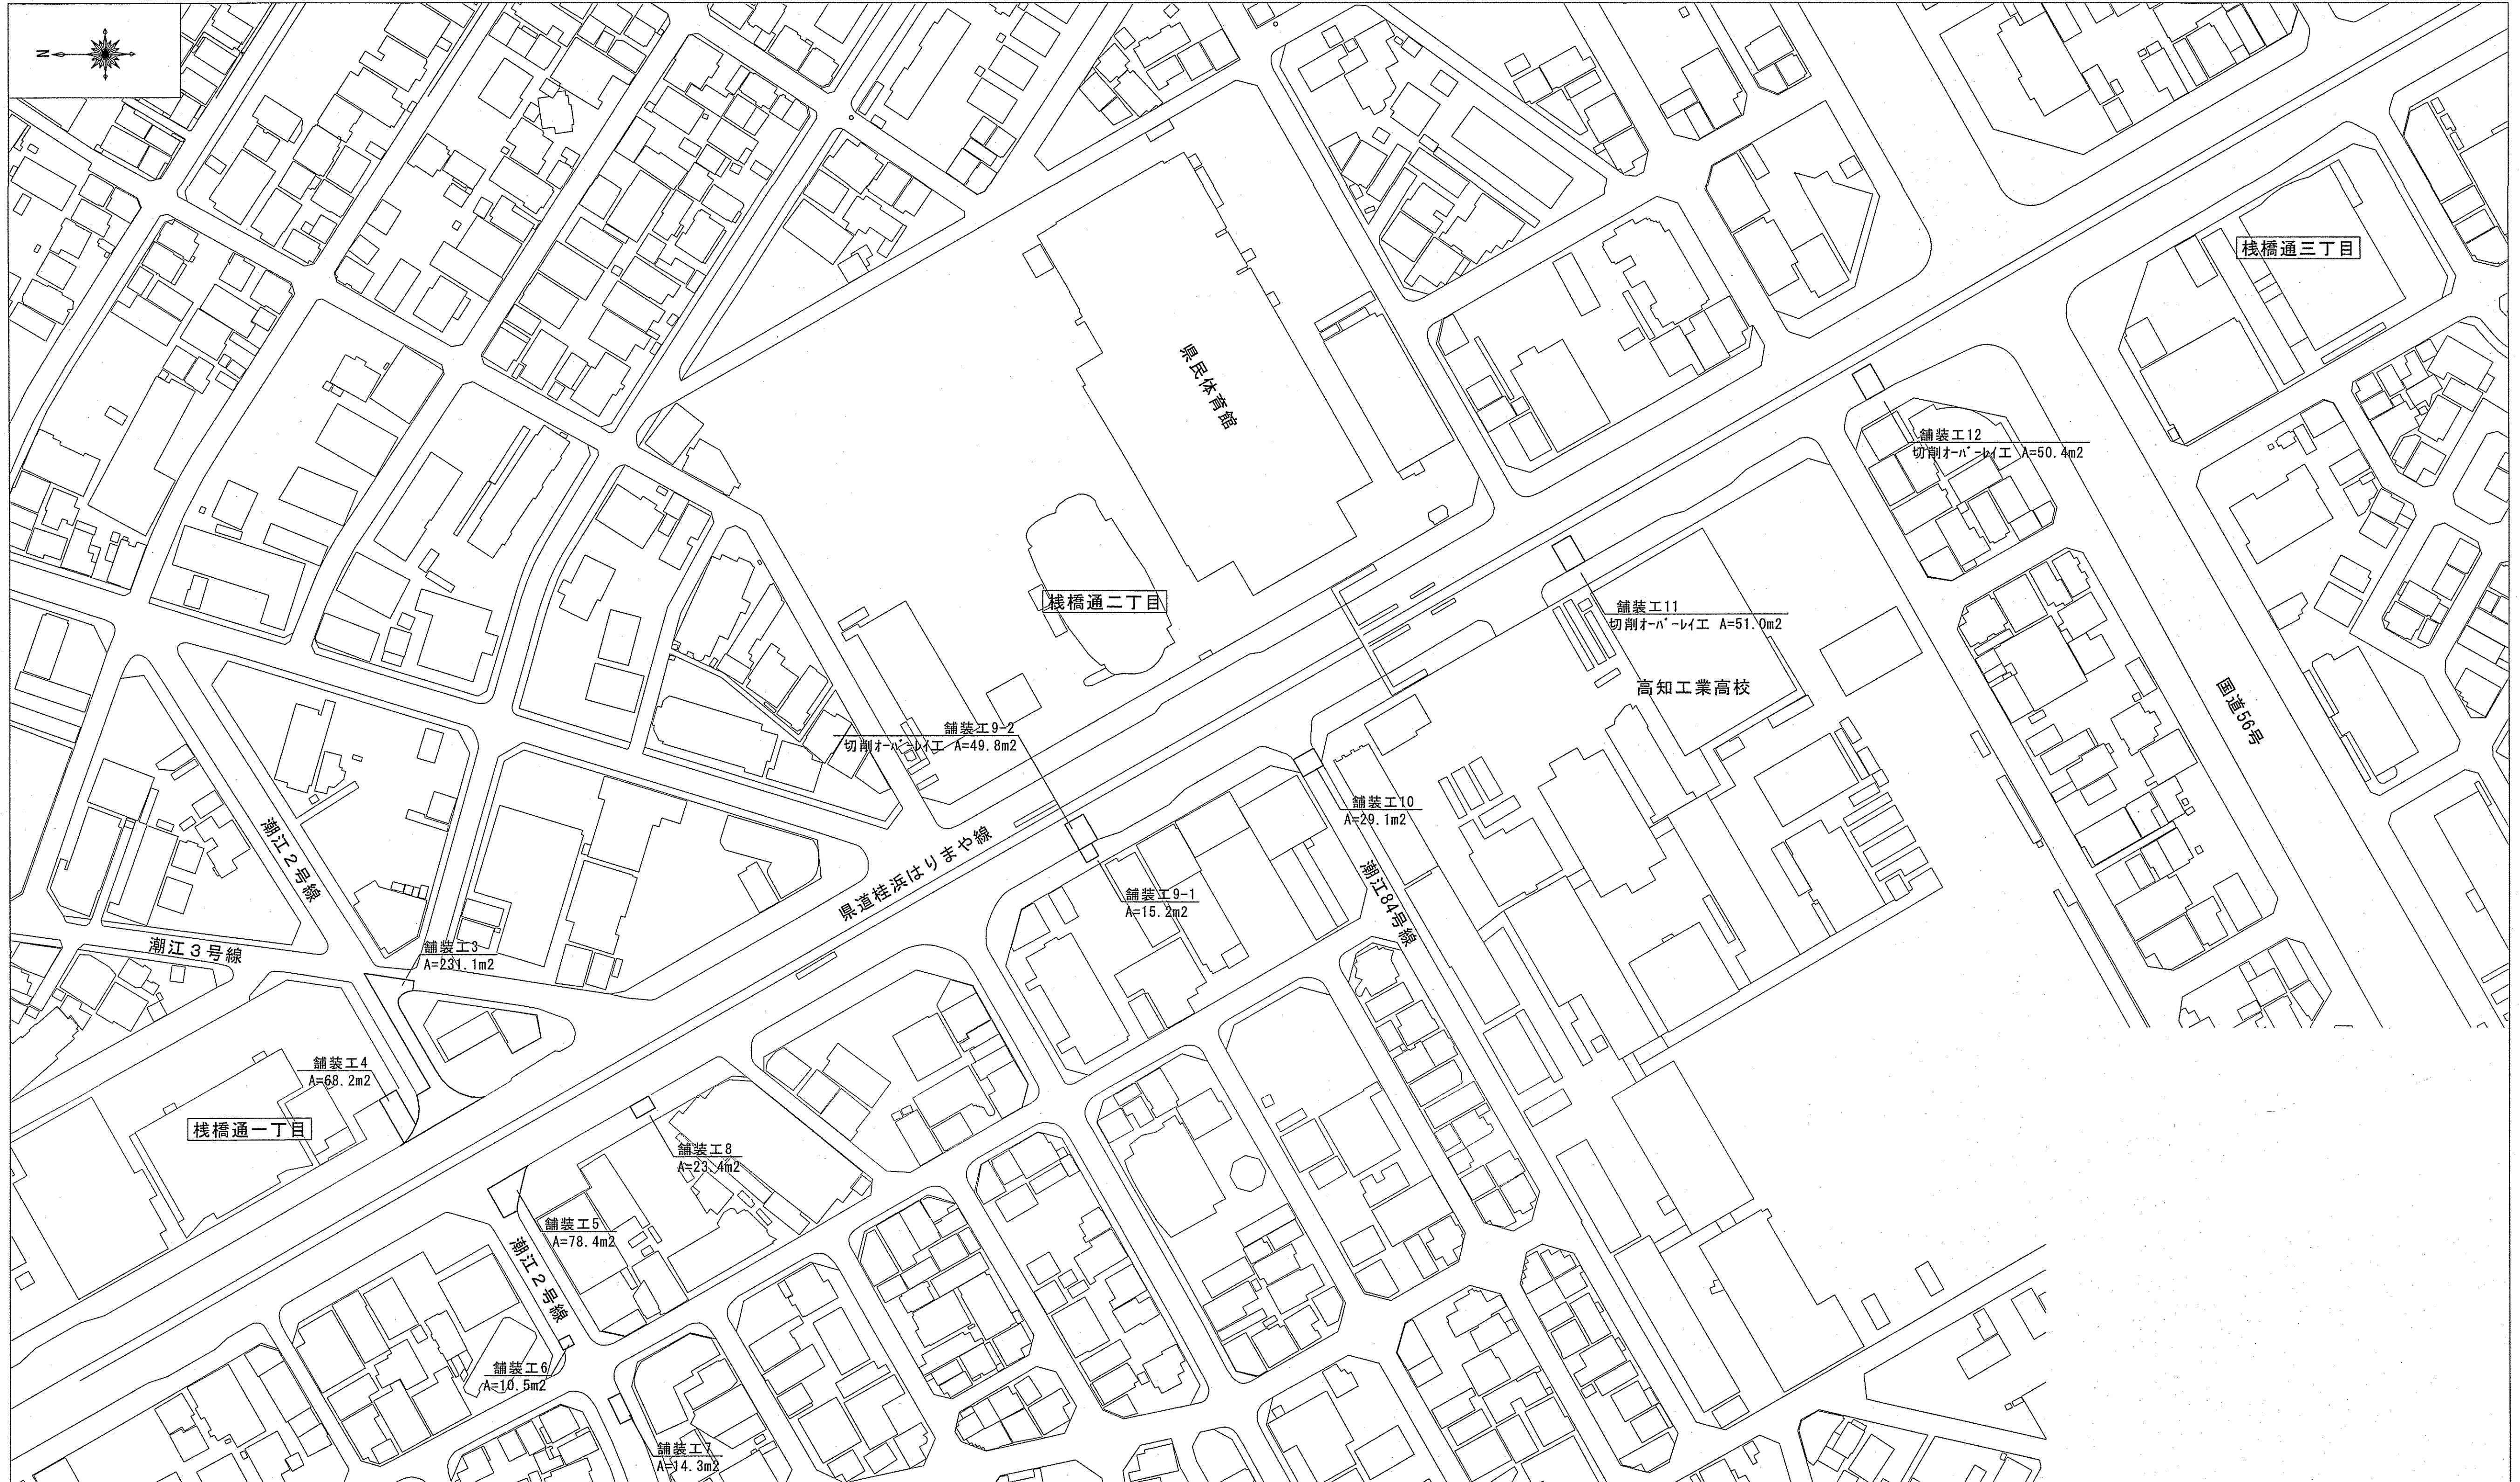 N
桟橋通三丁目
県民体育館
舗装工12
切削ｵｰﾊﾞｰﾚｲ工 A=50.4m2
桟橋通二丁目
舗装工11
切削ｵｰﾊﾞｰﾚｲ工 A=51.0m2
高知工業高校
国道56号
舗装工9-2
切削ｵｰﾊﾞｰﾚｲ工 A=49.8m2
舗装工10
A=29.1m2
潮江2号線
県道桂浜はりまや線
潮江84号線
舗装工9-1
A=15.2m2
潮江3号線
舗装工3
A=231.1m2
舗装工4
A=68.2m2
桟橋通一丁目
舗装工8
A=23.4m2
舗装工5
A=78.4m2
潮江2号線
舗装工6
A=10.5m2
舗装工7
A=14.3m2